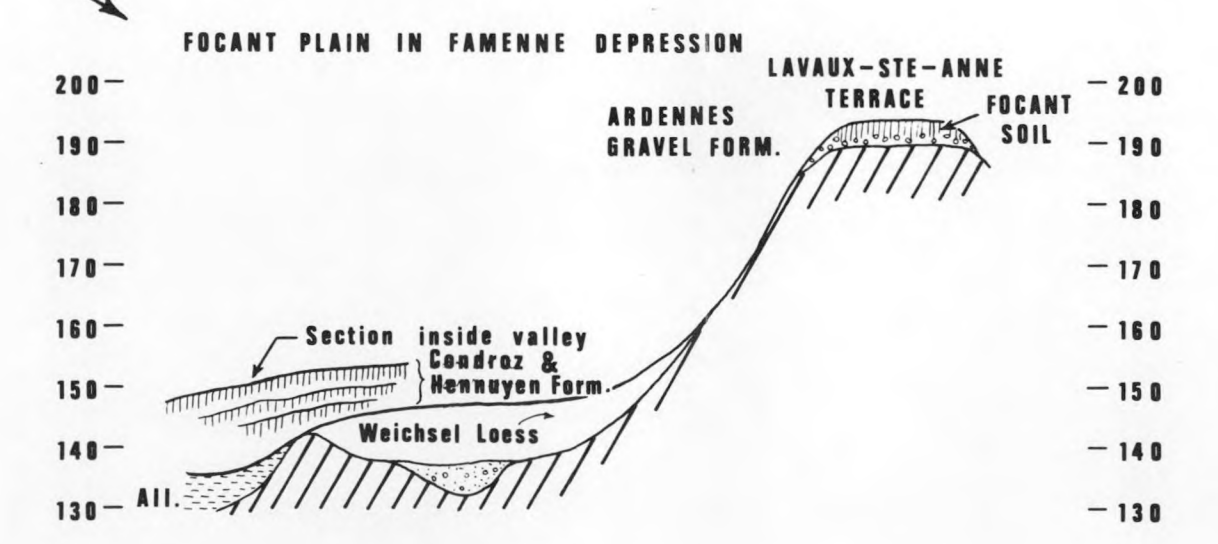 FOCANT PLAIN IN FAMENNE DEPRESSION
LAVAUX-STE-ANNE
TERRACE
FOCANT
SOIL
ARDENNES
GRAVEL FORM.
200
190
180
170
160
150
140
130
200
190
180
170
160
150
140
130
Section inside valley
Condroz &
Hennuyen Form.
Weichsel Loess
All.